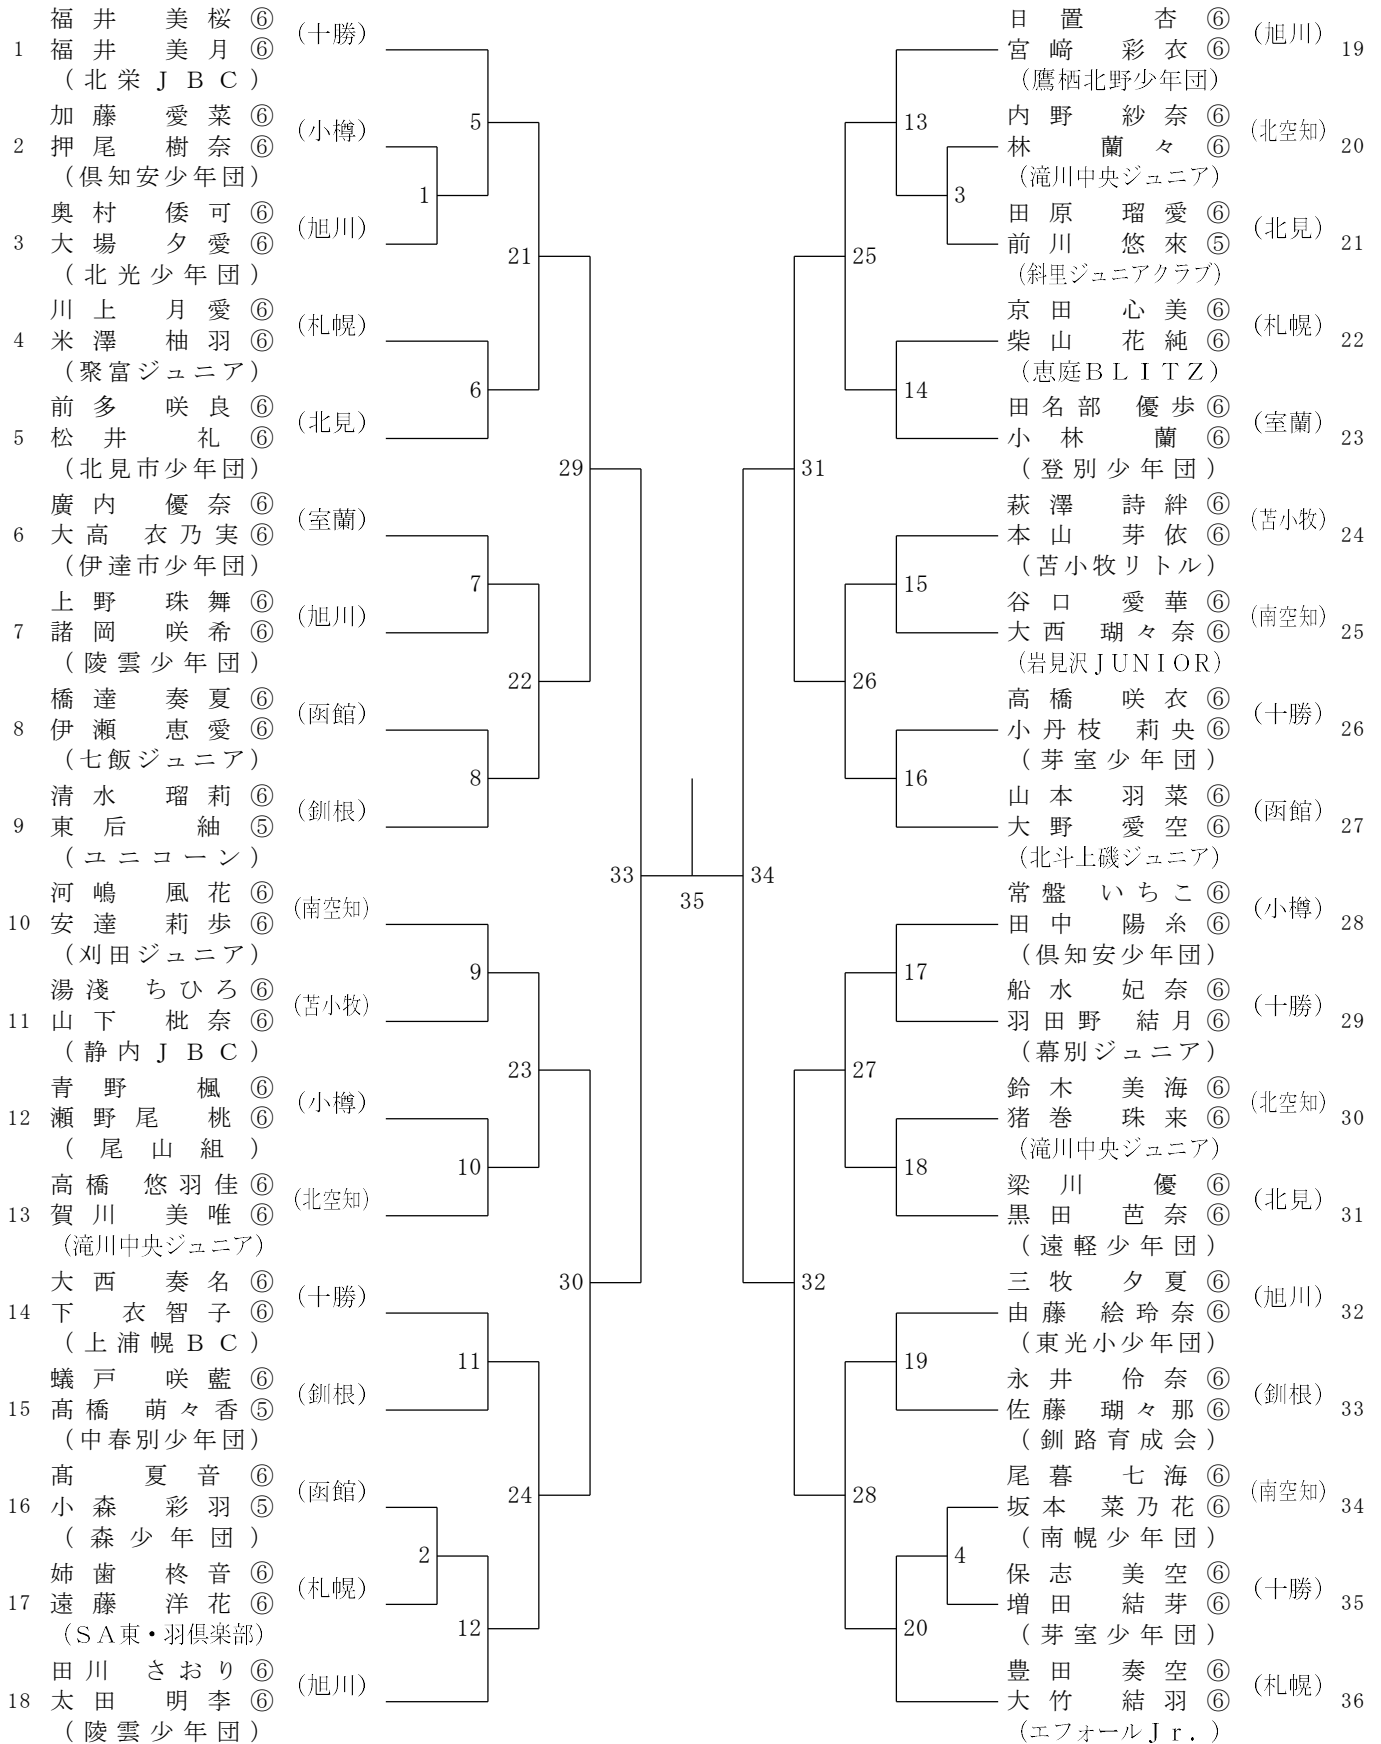 福井 美桜⑥
(十勝)
1 福井 美月⑥
(北栄JBC)
加藤 愛菜⑥
(小樽)
2 押尾 樹奈⑥
(倶知安少年団)
奥村 倭可⑥
(旭川)
3 大場 夕愛⑥
(北光少年団)
川上 月愛⑥
(札幌)
4 米澤 柚羽⑥
(聚富ジュニア)
前多 咲良⑥
(北見)
5 松井 礼⑥
(北見市少年団)
廣内 優奈⑥
(室蘭)
6 大高 衣乃実⑥
(伊達市少年団)
上野 珠舞⑥
(旭川)
7 諸岡 咲希⑥
(陵雲少年団)
橋達 奏夏⑥
(函館)
8 伊瀬 恵愛⑥
(七飯ジュニア)
清水 瑠莉⑥
(釧根)
9 東后 紬⑤
(ユニコーン)
河嶋 風花⑥
(南空知)
10 安達 莉歩⑥
(刈田ジュニア)
湯淺 ちひろ⑥
(苫小牧)
11 山下 枇奈⑥
(静内JBC)
青野 楓⑥
(小樽)
12 瀬野尾 桃⑥
(尾山組)
高橋 悠羽佳⑥
(北空知)
13 賀川 美唯⑥
(滝川中央ジュニア)
大西 奏名⑥
(十勝)
14 下 衣智子⑥
(上浦幌BC)
蟻戸 咲藍⑥
(釧根)
15 髙橋 萌々香⑤
(中春別少年団)
髙 夏音⑥
(函館)
16 小森 彩羽⑤
(森少年団)
姉歯 柊音⑥
(札幌)
17 遠藤 洋花⑥
(SA東・羽倶楽部)
田川 さおり⑥
(旭川)
18 太田 明李⑥
(陵雲少年団)
5
1
21
6
29
7
22
8
33
9
23
10
30
11
24
2
12
35
34
13
3
25
14
31
15
26
16
17
27
18
32
19
28
4
20
日置 杏⑥
(旭川)
宮﨑 彩衣⑥ 19
(鷹栖北野少年団)
内野 紗奈⑥
(北空知)
林 蘭々⑥ 20
(滝川中央ジュニア)
田原 瑠愛⑥
(北見)
前川 悠來⑤ 21
(斜里ジュニアクラブ)
京田 心美⑥
(札幌)
柴山 花純⑥ 22
(恵庭BLITZ)
田名部 優歩⑥
(室蘭)
小林 蘭⑥ 23
(登別少年団)
萩澤 詩絆⑥
(苫小牧)
本山 芽依⑥ 24
(苫小牧リトル)
谷口 愛華⑥
(南空知)
大西 瑚々奈⑥ 25
(岩見沢JUNIOR)
高橋 咲衣⑥
(十勝)
小丹枝 莉央⑥ 26
(芽室少年団)
山本 羽菜⑥
(函館)
大野 愛空⑥ 27
(北斗上磯ジュニア)
常盤 いちこ⑥
(小樽)
田中 陽糸⑥ 28
(倶知安少年団)
船水 妃奈⑥
(十勝)
羽田野 結月⑥ 29
(幕別ジュニア)
鈴木 美海⑥
(北空知)
猪巻 珠来⑥ 30
(滝川中央ジュニア)
梁川 優⑥
(北見)
黒田 芭奈⑥ 31
(遠軽少年団)
三牧 夕夏⑥
(旭川)
由藤 絵玲奈⑥ 32
(東光小少年団)
永井 伶奈⑥
(釧根)
佐藤 瑚々那⑥ 33
(釧路育成会)
尾暮 七海⑥
(南空知)
坂本 菜乃花⑥ 34
(南幌少年団)
保志 美空⑥
(十勝)
増田 結芽⑥ 35
(芽室少年団)
豊田 奏空⑥
(札幌)
大竹 結羽⑥ 36
(エフォールJr.)